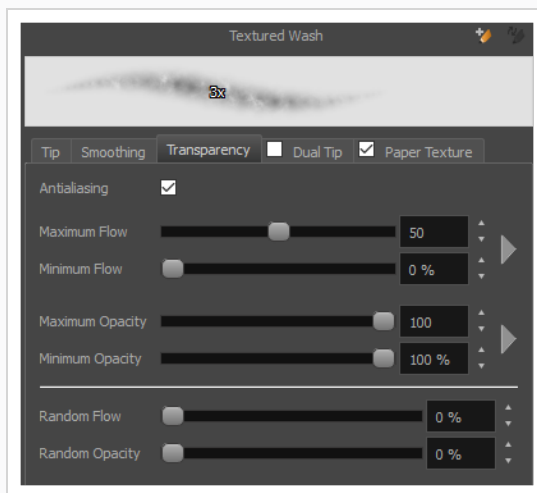 Textured Wash
3x
Tip Smoothing Transparency Dual Tip Paper Texture
Antialiasing
Maximum Flow 50
Minimum Flow 0 %
Maximum Opacity 100
Minimum Opacity 100 %
Random Flow 0 %
Random Opacity 0 %